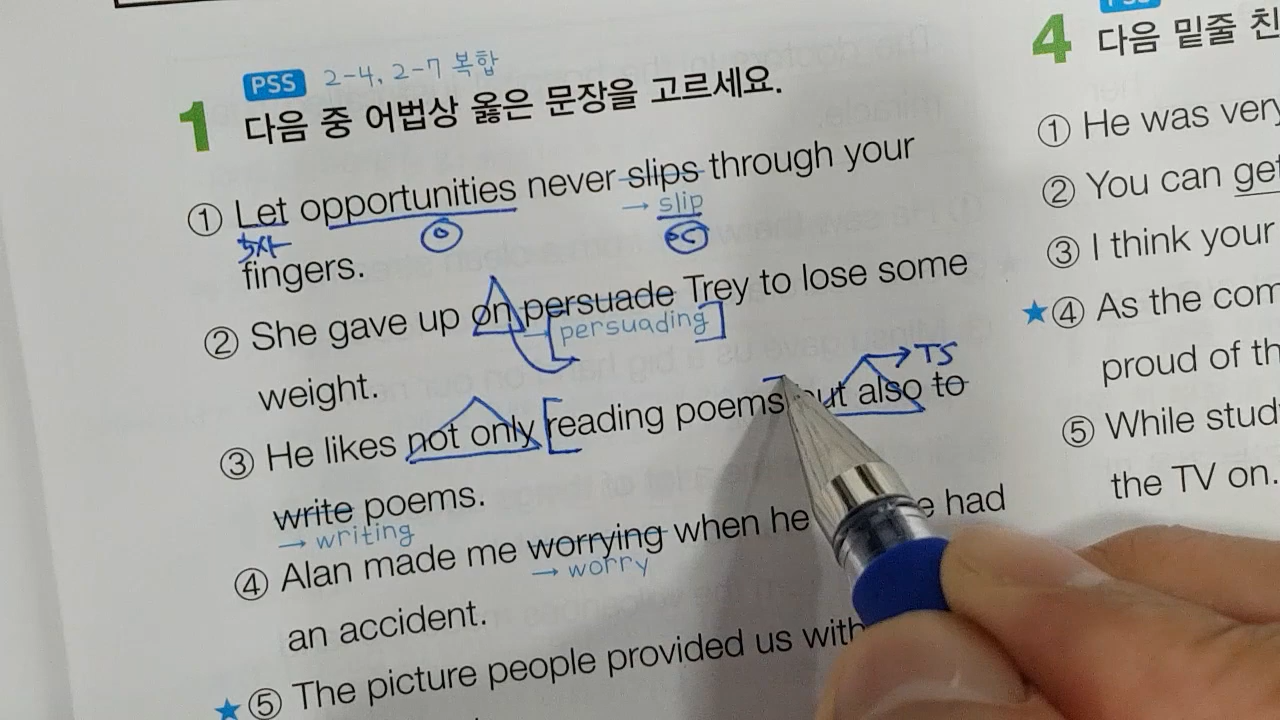 1
PSS 2-4, 2-7 복합
다음 중 어법상 옳은 문장을 고르세요.
① Let opportunities never slips through your
→ slip
O
OC
fingers.
② She gave up on persuade Trey to lose some
→ persuading
weight.
TS
③ He likes not only reading poems but also to
write poems.
→ writing
④ Alan made me worrying when he had
→ worry
an accident.
★ ⑤ The picture people provided us with
4
다음 밑줄 친
① He was very
② You can get
③ I think your
★ ④ As the com
proud of th
⑤ While stud
the TV on.